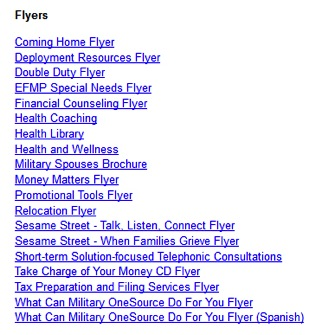 Flyers
Coming Home Flyer
Deployment Resources Flyer
Double Duty Flyer
EFMP Special Needs Flyer
Financial Counseling Flyer
Health Coaching
Health Library
Health and Wellness
Military Spouses Brochure
Money Matters Flyer
Promotional Tools Flyer
Relocation Flyer
Sesame Street - Talk, Listen, Connect Flyer
Sesame Street - When Families Grieve Flyer
Short-term Solution-focused Telephonic Consultations
Take Charge of Your Money CD Flyer
Tax Preparation and Filing Services Flyer
What Can Military OneSource Do For You Flyer
What Can Military OneSource Do For You Flyer (Spanish)